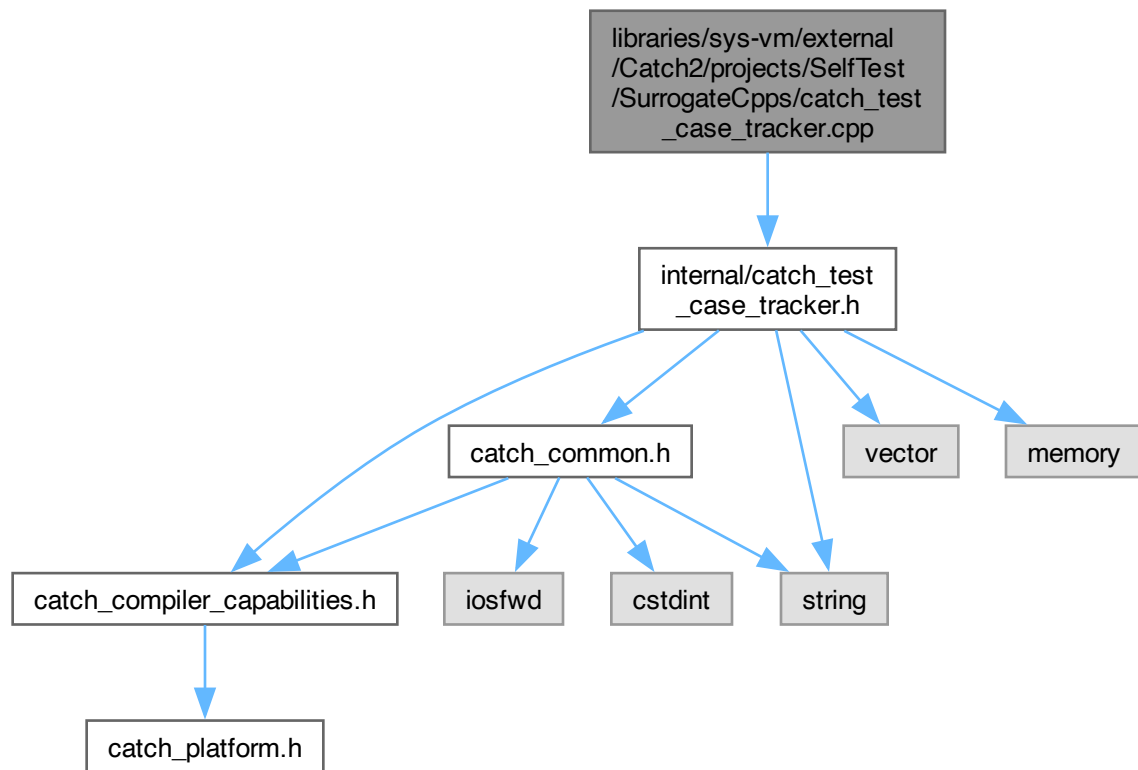 libraries/sys-vm/external
/Catch2/projects/SelfTest
/SurrogateCpps/catch_test
_case_tracker.cpp
internal/catch_test
_case_tracker.h
catch_common.h
vector
memory
catch_compiler_capabilities.h
iosfwd
cstdint
string
catch_platform.h